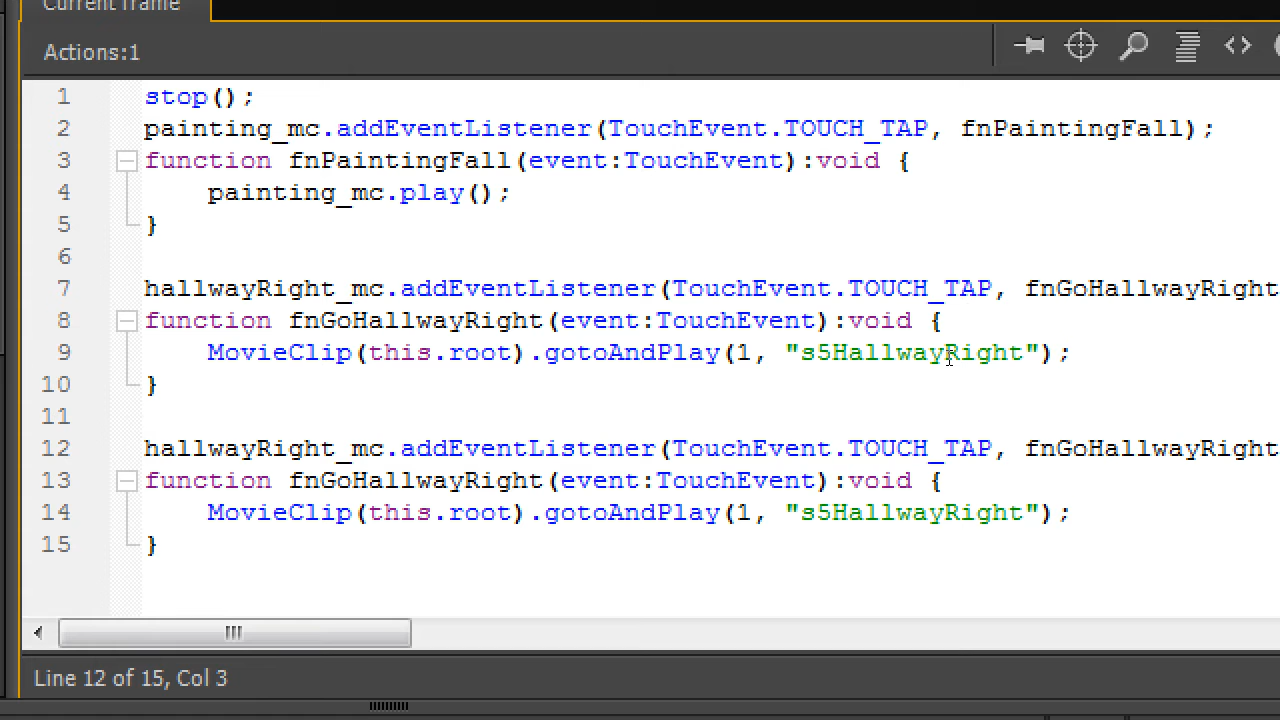 Current frame
Actions:1
1 stop();
2 painting_mc.addEventListener(TouchEvent.TOUCH_TAP, fnPaintingFall);
3 function fnPaintingFall(event:TouchEvent):void {
4 painting_mc.play();
5 }
6
7 hallwayRight_mc.addEventListener(TouchEvent.TOUCH_TAP, fnGoHallwayRight
8 function fnGoHallwayRight(event:TouchEvent):void {
9 MovieClip(this.root).gotoAndPlay(1, "s5HallwayRight");
10 }
11
12 hallwayRight_mc.addEventListener(TouchEvent.TOUCH_TAP, fnGoHallwayRight
13 function fnGoHallwayRight(event:TouchEvent):void {
14 MovieClip(this.root).gotoAndPlay(1, "s5HallwayRight");
15 }
Line 12 of 15, Col 3